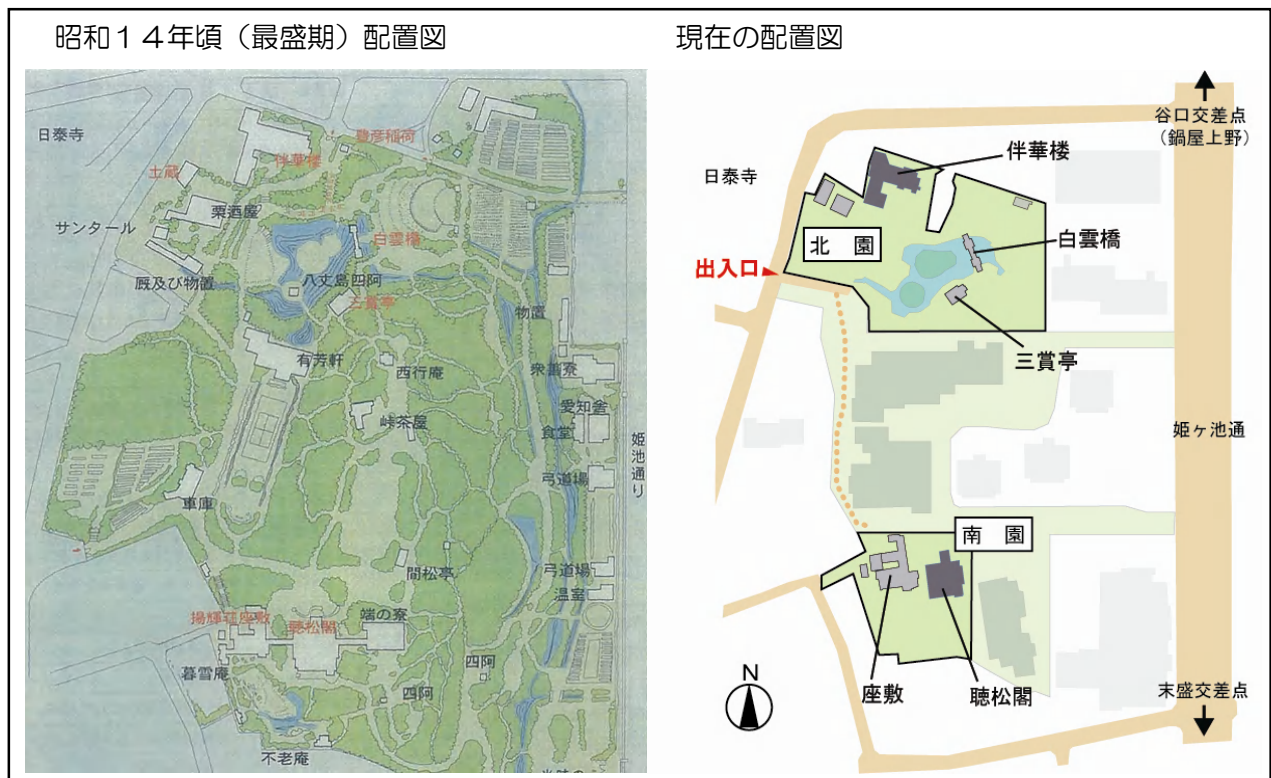 昭和14年頃(最盛期)配置図
日泰寺
豊彦稲荷
伴華楼
土蔵
栗酒屋
サンタール
白雲橋
八丈島四阿
厩及び物置
三賞亭
物置
有芳軒
西行庵
衆善寮
愛知舎
峠茶屋
食堂
姫池通り
弓道場
車庫
間松亭
弓道場
温室
揚輝荘座敷
聴松閣
端の寮
暮雪庵
四阿
四阿
不老庵
現在の配置図
谷口交差点
(鍋屋上野)
伴華楼
日泰寺
北園
白雲橋
出入口
三賞亭
姫ヶ池通
南園
N
座敷
聴松閣
末盛交差点